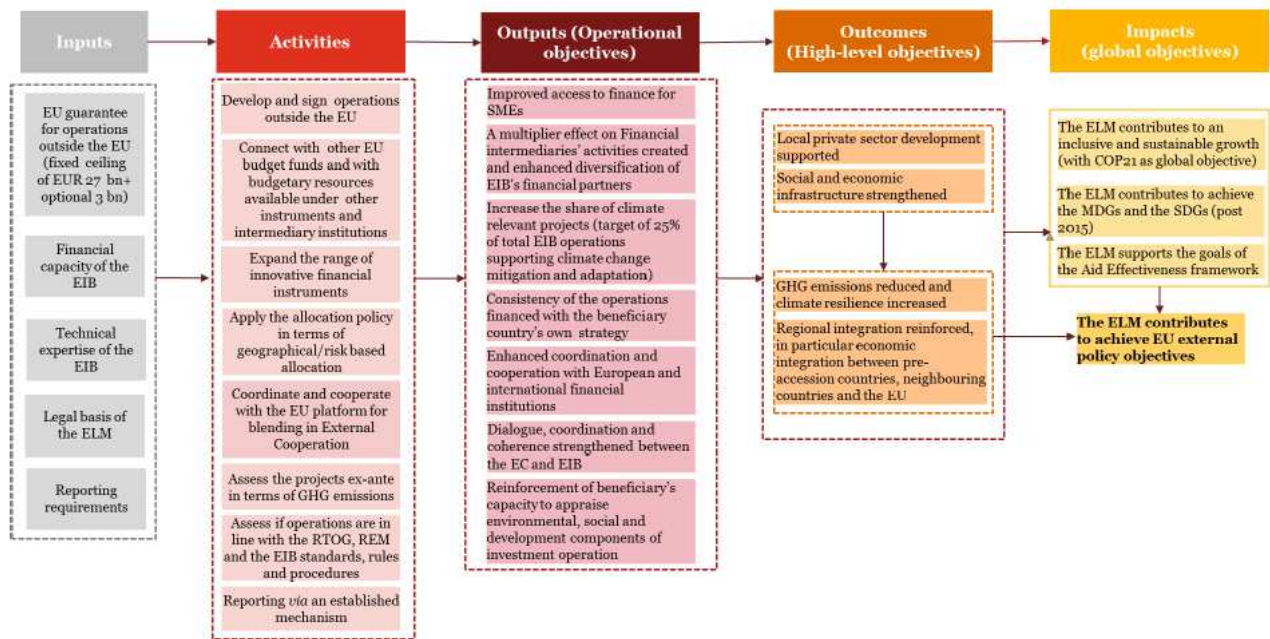 Inputs
Activities
Outputs (Operational
objectives)
Outcomes
(High-level objectives)
Impacts
(global objectives)
EU guarantee
for operations
outside the EU
(fixed ceiling
of EUR 27 bn+
optional 3 bn)
Financial
capacity of the
EIB
Technical
expertise of the
EIB
Legal basis of
the ELM
Reporting
requirements
Develop and sign operations
outside the EU
Connect with other EU
budget funds and with
budgetary resources
available under other
instruments and
intermediary institutions
Expand the range of
innovative financial
instruments
Apply the allocation policy
in terms of
geographical/risk based
allocation
Coordinate and cooperate
with the EU platform for
blending in External
Cooperation
Assess the projects ex-ante
in terms of GHG emissions
Assess if operations are in
line with the RTOG, REM
and the EIB standards, rules
and procedures
Reporting via an established
mechanism
Improved access to finance for
SMEs
A multiplier effect on Financial
intermediaries' activities created
and enhanced diversification of
EIB's financial partners
Increase the share of climate
relevant projects (target of 25%
of total EIB operations
supporting climate change
mitigation and adaptation)
Consistency of the operations
financed with the beneficiary
country's own strategy
Enhanced coordination and
cooperation with European and
international financial
institutions
Dialogue, coordination and
coherence strengthened between
the EC and EIB
Reinforcement of beneficiary's
capacity to appraise
environmental, social and
development components of
investment operation
Local private sector development
supported
Social and economic
infrastructure strengthened
GHG emissions reduced and
climate resilience increased
Regional integration reinforced,
in particular economic
integration between pre-
accession countries, neighbouring
countries and the EU
The ELM contributes to an
inclusive and sustainable growth
(with COP21 as global objective)
The ELM contributes to achieve
the MDGs and the SDGs (post
2015)
The ELM supports the goals of
the Aid Effectiveness framework
The ELM contributes
to achieve EU external
policy objectives